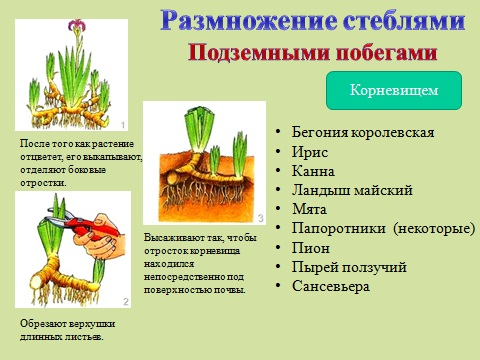 Размножение стеблями
Подземными побегами
Корневищем
1
После того как растение
отцветет, его выкапывают,
отделяют боковые
отростки.
2
Обрезают верхушки
длинных листьев.
3
Высаживают так, чтобы
отросток корневища
находился
непосредственно под
поверхностью почвы.
• Бегония королевская
• Ирис
• Канна
• Ландыш майский
• Мята
• Папоротники (некоторые)
• Пион
• Пырей ползучий
• Сансевьера